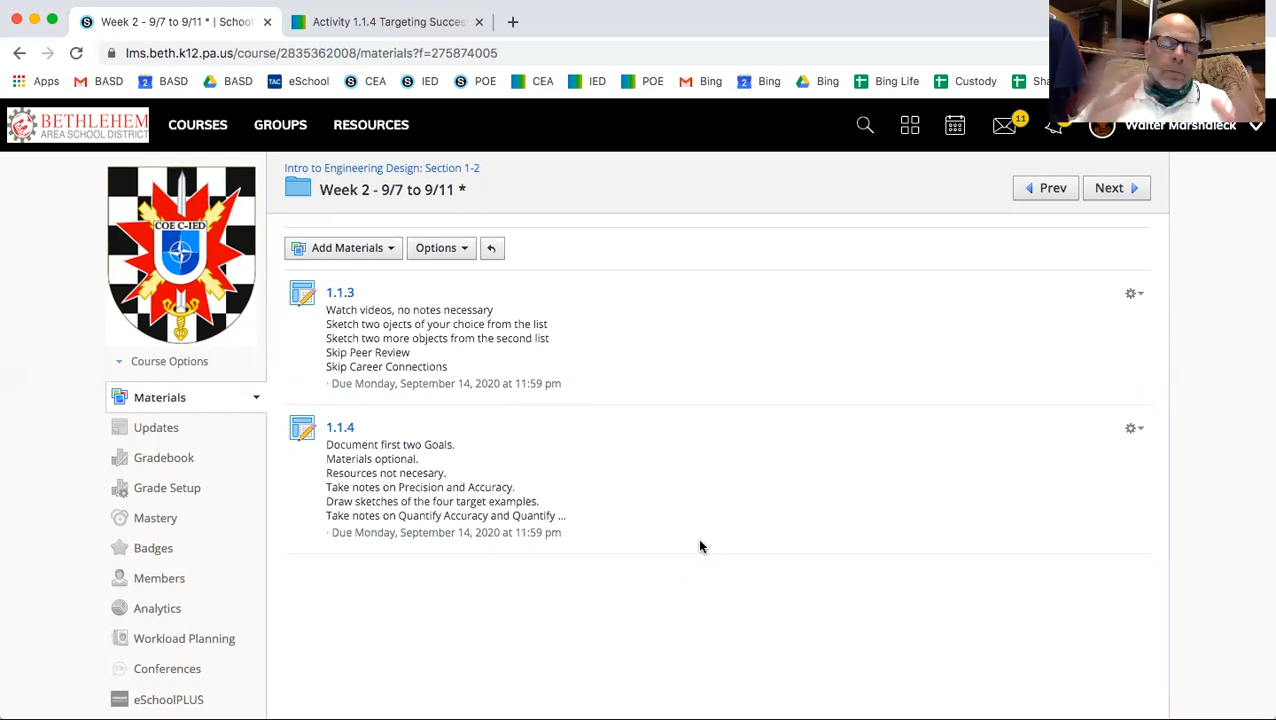 Week 2 - 9/7 to 9/11 * | School
Activity 1.1.4 Targeting Succes
lms.beth.k12.pa.us/course/2835362008/materials?f=275874005
Apps BASD BASD BASD eSchool CEA IED POE CEA IED POE Bing Bing Bing Bing Life Custody
BETHLEHEM
AREA SCHOOL DISTRICT
COURSES GROUPS RESOURCES
11
Walter Marshaleck
Intro to Engineering Design: Section 1-2
Week 2 - 9/7 to 9/11 *
Prev Next
COE C-IED
Add Materials Options
1.1.3
Watch videos, no notes necessary
Sketch two ojects of your choice from the list
Sketch two more objects from the second list
Skip Peer Review
Skip Career Connections
· Due Monday, September 14, 2020 at 11:59 pm
1.1.4
Document first two Goals.
Materials optional.
Resources not necesary.
Take notes on Precision and Accuracy.
Draw sketches of the four target examples.
Take notes on Quantify Accuracy and Quantify ...
· Due Monday, September 14, 2020 at 11:59 pm
Course Options
Materials
Updates
Gradebook
Grade Setup
Mastery
Badges
Members
Analytics
Workload Planning
Conferences
eSchoolPLUS